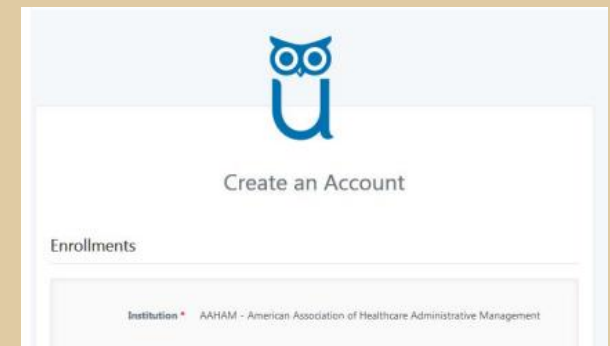 u
Create an Account
Enrollments
Institution * AAHAM - American Association of Healthcare Administrative Management